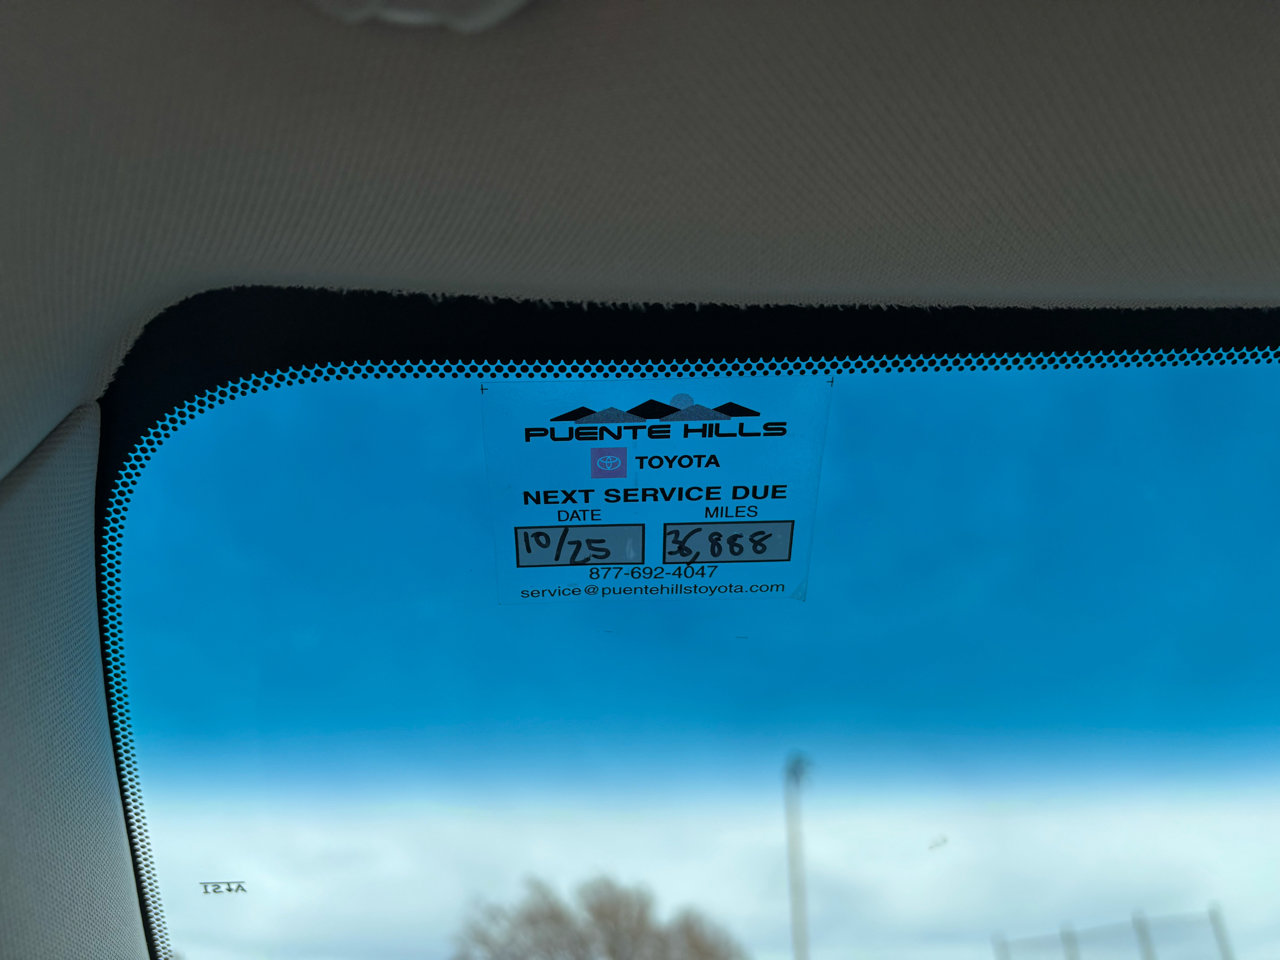 PUENTE HILLS
TOYOTA
NEXT SERVICE DUE
DATE MILES
10/25 36,888
877-692-4047
service@puentehillstoyota.com